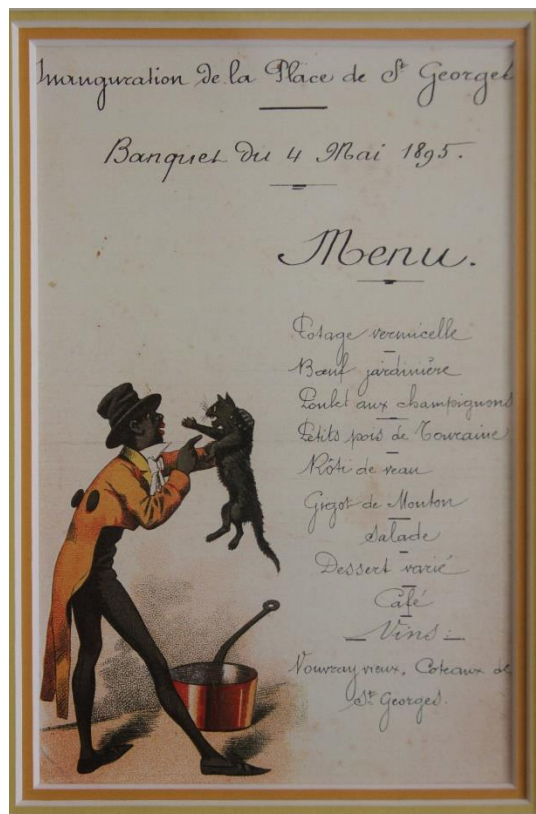 Inauguration de la Place de St Georges
Banquet du 4 Mai 1895.
Menu.
Potage vermicelle
Bœuf jardinière
Poulet aux champignons
Petits pois de Touraine
Rôti de veau
Gigot de Mouton
Salade
Dessert varié
Café
Vins :
Vouvray vieux, Coteaux de
St Georges.